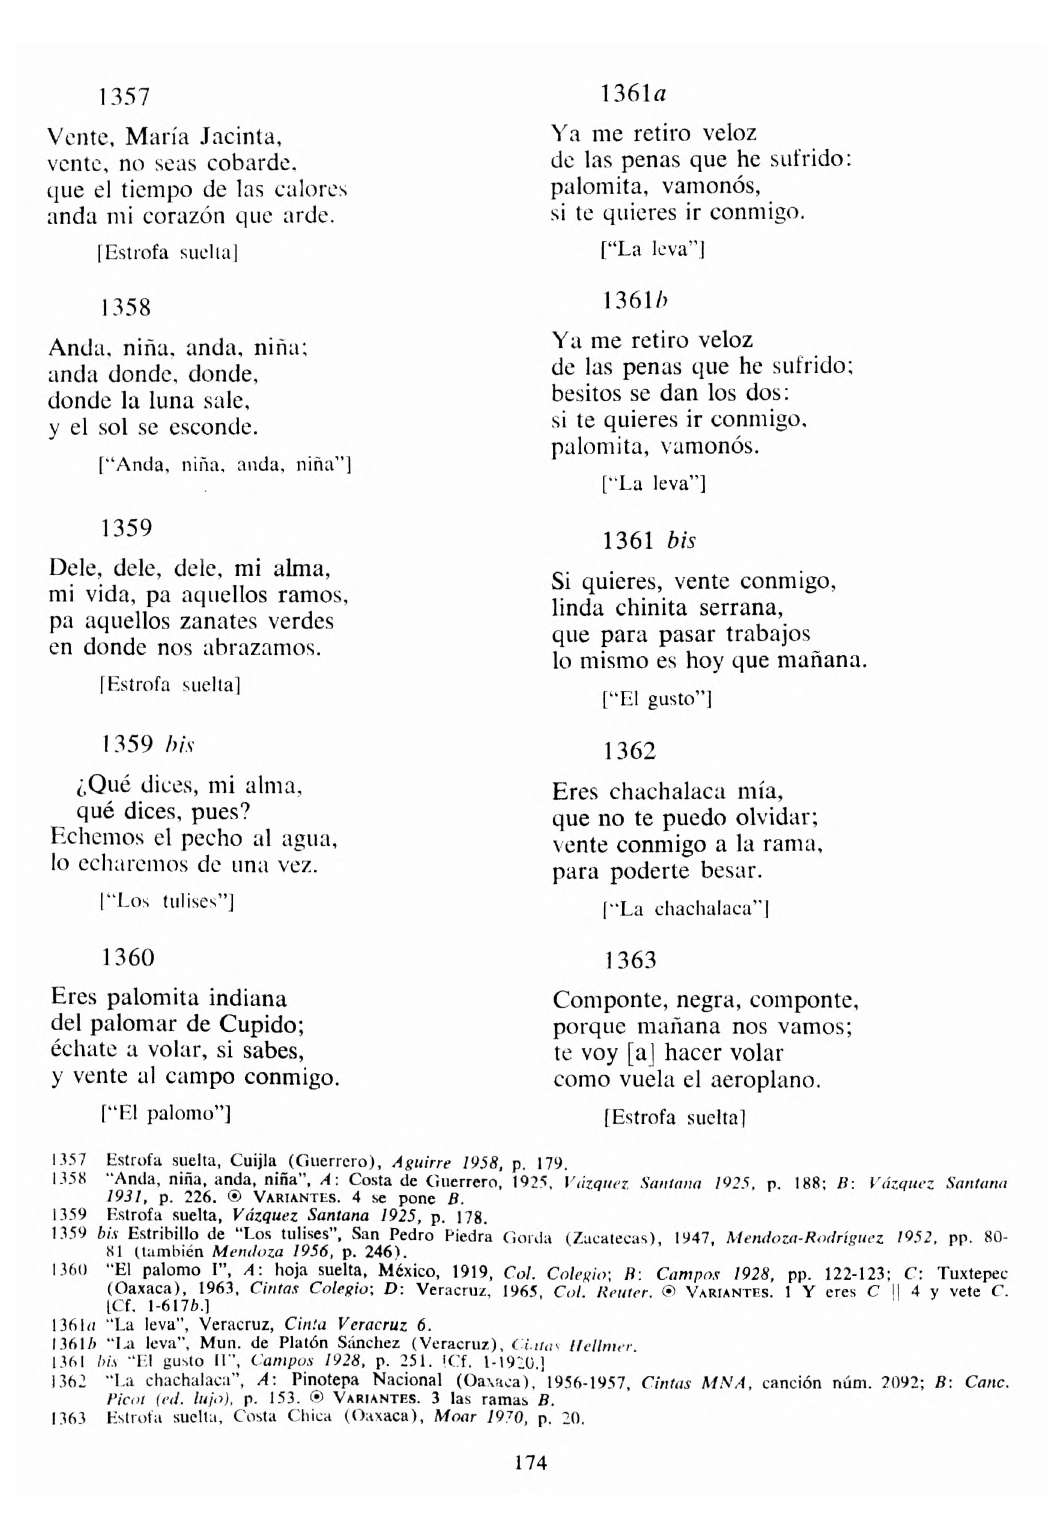 1357
Vente, María Jacinta,
vente, no seas cobarde,
que el tiempo de las calores
anda mi corazón que arde.
[Estrofa suelta]
1358
Anda, niña, anda, niña;
anda donde, donde,
donde la luna sale,
y el sol se esconde.
[“Anda, niña, anda, niña”]
1359
Dele, dele, dele, mi alma,
mi vida, pa aquellos ramos,
pa aquellos zanates verdes
en donde nos abrazamos.
[Estrofa suelta]
1359 bis
¿Qué dices, mi alma,
qué dices, pues?
Echemos el pecho al agua,
lo echaremos de una vez.
[“Los tulises”]
1360
Eres palomita indiana
del palomar de Cupido;
échate a volar, si sabes,
y vente al campo conmigo.
[“El palomo”]
1361a
Ya me retiro veloz
de las penas que he sufrido:
palomita, vamonós,
si te quieres ir conmigo.
[“La leva”]
1361b
Ya me retiro veloz
de las penas que he sufrido;
besitos se dan los dos:
si te quieres ir conmigo,
palomita, vamonós.
[“La leva”]
1361 bis
Si quieres, vente conmigo,
linda chinita serrana,
que para pasar trabajos
lo mismo es hoy que mañana.
[“El gusto”]
1362
Eres chachalaca mía,
que no te puedo olvidar;
vente conmigo a la rama,
para poderte besar.
[“La chachalaca”]
1363
Componte, negra, componte,
porque mañana nos vamos;
te voy [a] hacer volar
como vuela el aeroplano.
[Estrofa suelta]
1357 Estrofa suelta, Cuijla (Guerrero), Aguirre 1958, p. 179.
1358 “Anda, niña, anda, niña”, A: Costa de Guerrero, 1925, Vázquez Santana 1925, p. 188; B: Vázquez Santana
1931, p. 226. ⊙ VARIANTES. 4 se pone B.
1359 Estrofa suelta, Vázquez Santana 1925, p. 178.
1359 bis Estribillo de “Los tulises”, San Pedro Piedra Gorda (Zacatecas), 1947, Mendoza-Rodríguez 1952, pp. 80-
81 (también Mendoza 1956, p. 246).
1360 “El palomo I”, A: hoja suelta, México, 1919, Col. Colegio; B: Campos 1928, pp. 122-123; C: Tuxtepec
(Oaxaca), 1963, Cintas Colegio; D: Veracruz, 1965, Col. Reuter. ⊙ VARIANTES. 1 Y eres C || 4 y vete C.
[Cf. 1-617b.]
1361a “La leva”, Veracruz, Cinta Veracruz 6.
1361b “La leva”, Mun. de Platón Sánchez (Veracruz), Cintas Hellmer.
1361 bis “El gusto II”, Campos 1928, p. 251. [Cf. 1-1920.]
1362 “La chachalaca”, A: Pinotepa Nacional (Oaxaca), 1956-1957, Cintas MNA, canción núm. 2092; B: Canc.
Picot (ed. lujo), p. 153. ⊙ VARIANTES. 3 las ramas B.
1363 Estrofa suelta, Costa Chica (Oaxaca), Moar 1970, p. 20.
174